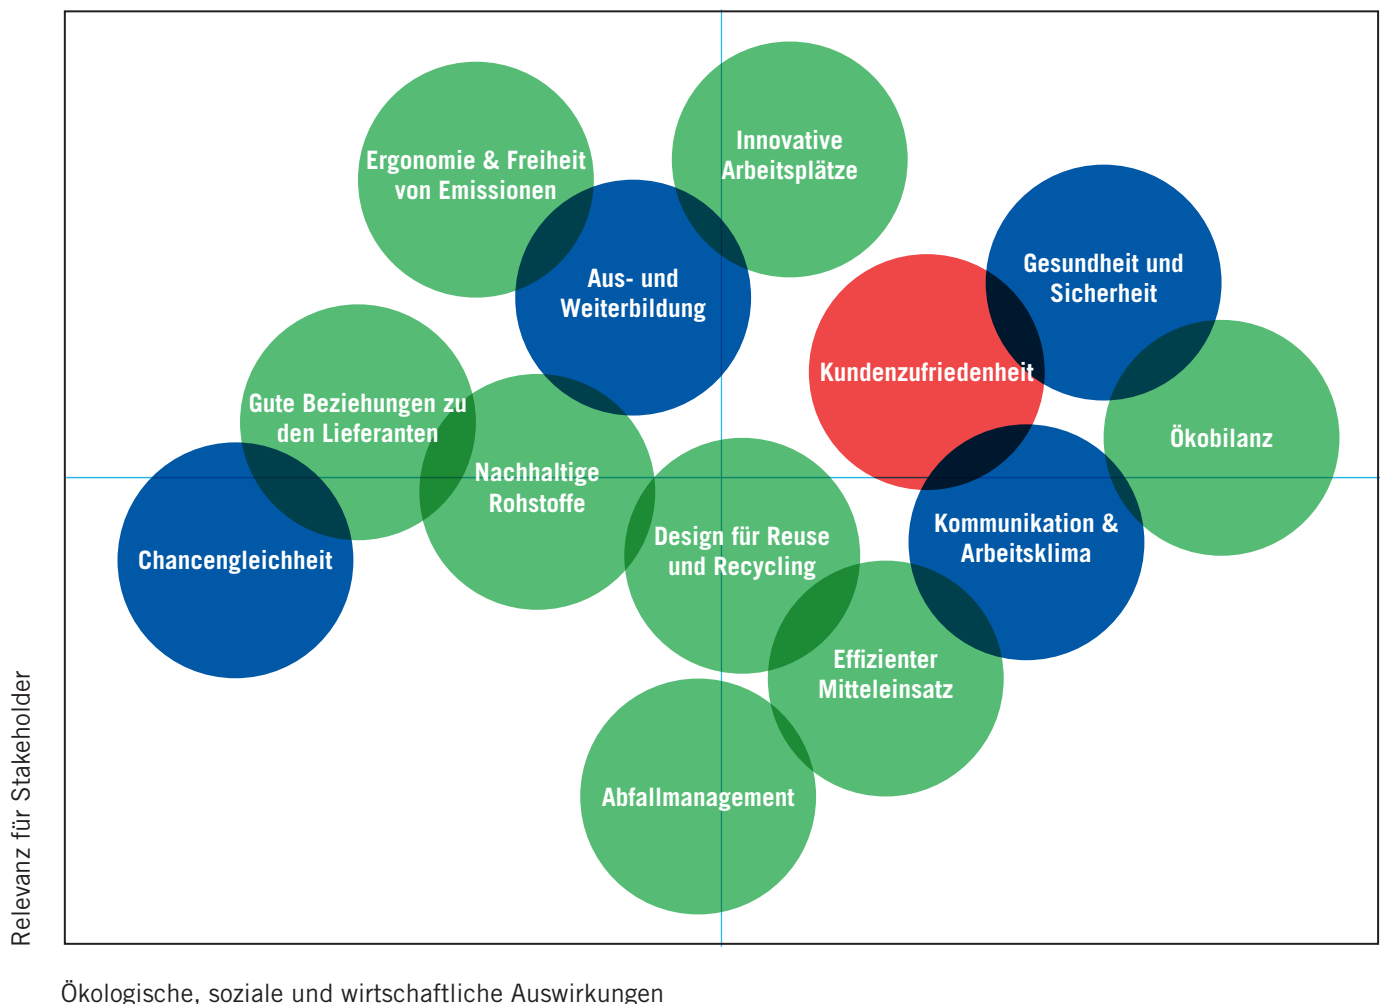 Innovative
Arbeitsplätze
Ergonomie & Freiheit
von Emissionen
Gesundheit und
Sicherheit
Aus- und
Weiterbildung
Kundenzufriedenheit
Gute Beziehungen zu
den Lieferanten
Ökobilanz
Nachhaltige
Rohstoffe
Kommunikation &
Arbeitsklima
Design für Reuse
und Recycling
Chancengleichheit
Effizienter
Mitteleinsatz
Abfallmanagement
Relevanz für Stakeholder
Ökologische, soziale und wirtschaftliche Auswirkungen